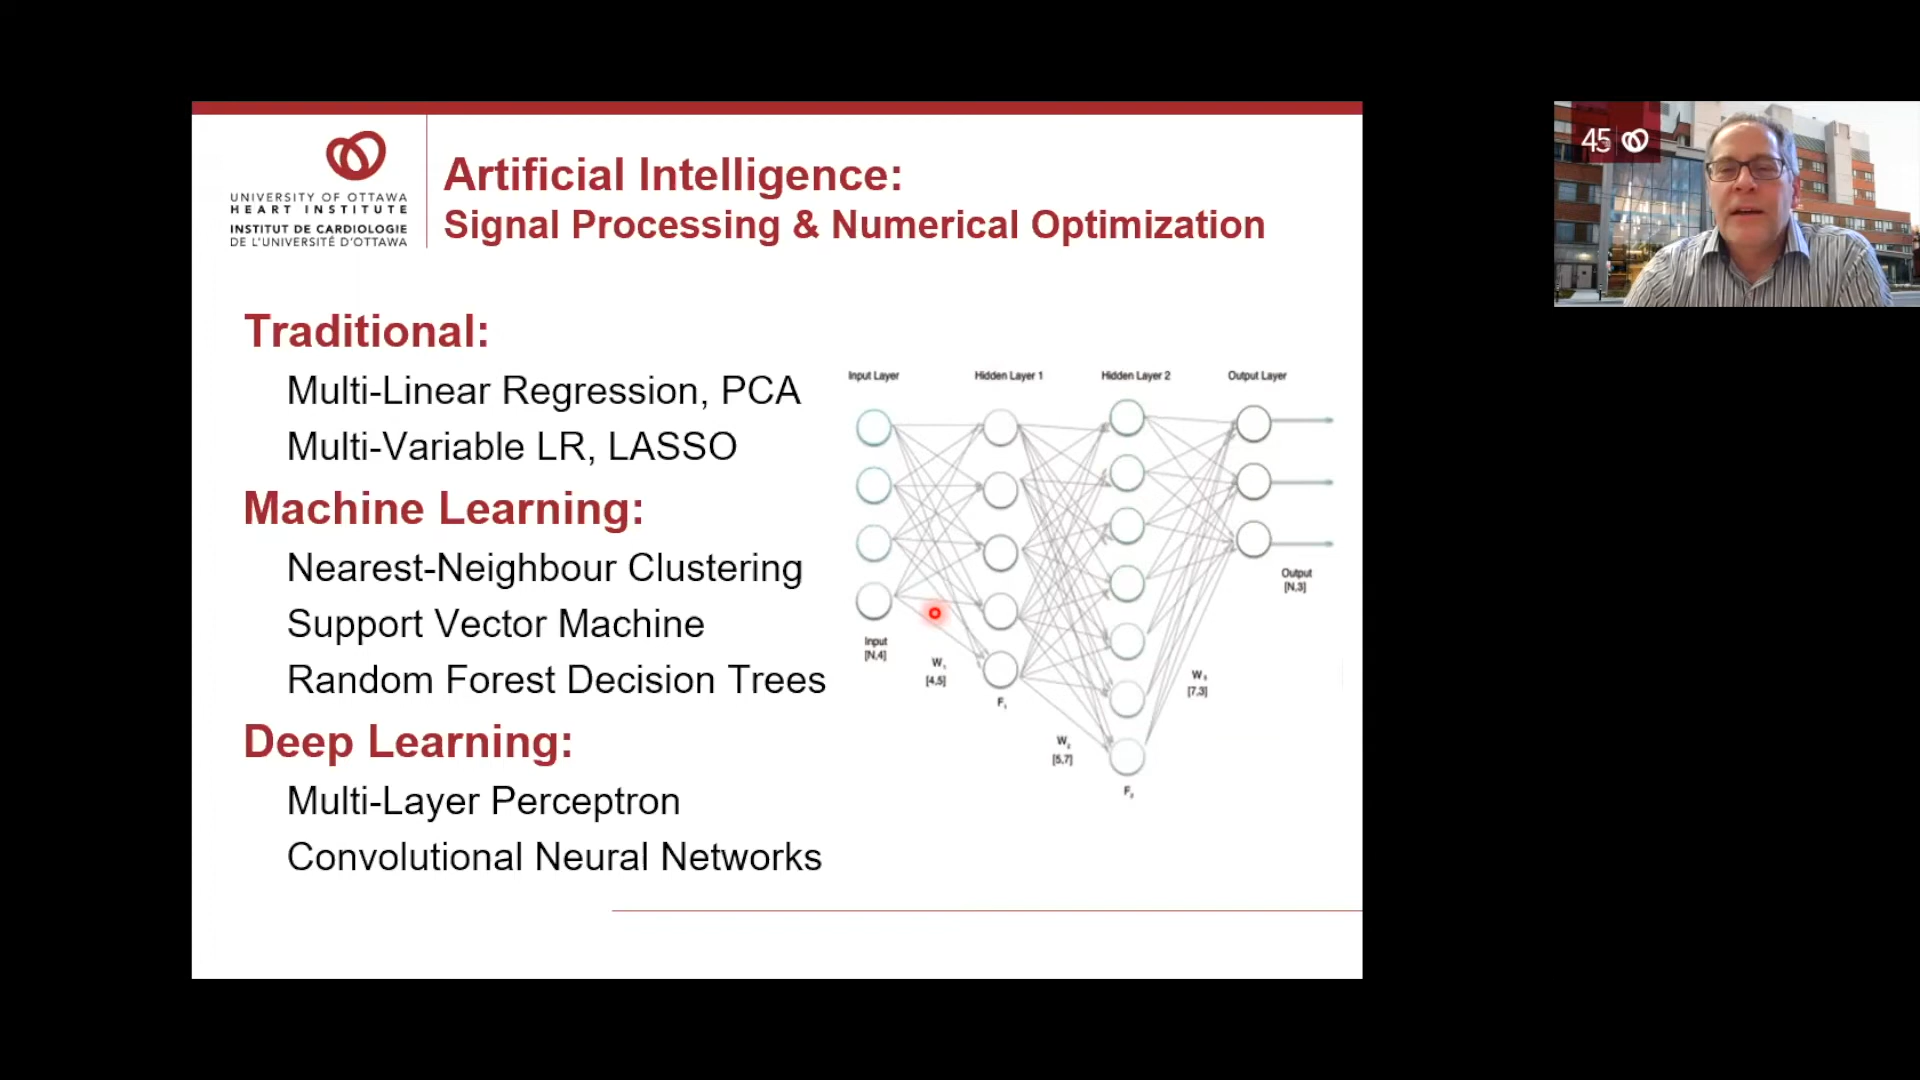 UNIVERSITY OF OTTAWA
HEART INSTITUTE
INSTITUT DE CARDIOLOGIE
DE L'UNIVERSITÉ D'OTTAWA
Artificial Intelligence:
Signal Processing & Numerical Optimization
Traditional:
Multi-Linear Regression, PCA
Multi-Variable LR, LASSO
Machine Learning:
Nearest-Neighbour Clustering
Support Vector Machine
Random Forest Decision Trees
Deep Learning:
Multi-Layer Perceptron
Convolutional Neural Networks
Input Layer
Hidden Layer 1
Hidden Layer 2
Output Layer
Input
[N,4]
W₁
[4,5]
F₁
W₂
[5,7]
F₂
W₃
[7,3]
Output
[N,3]
45